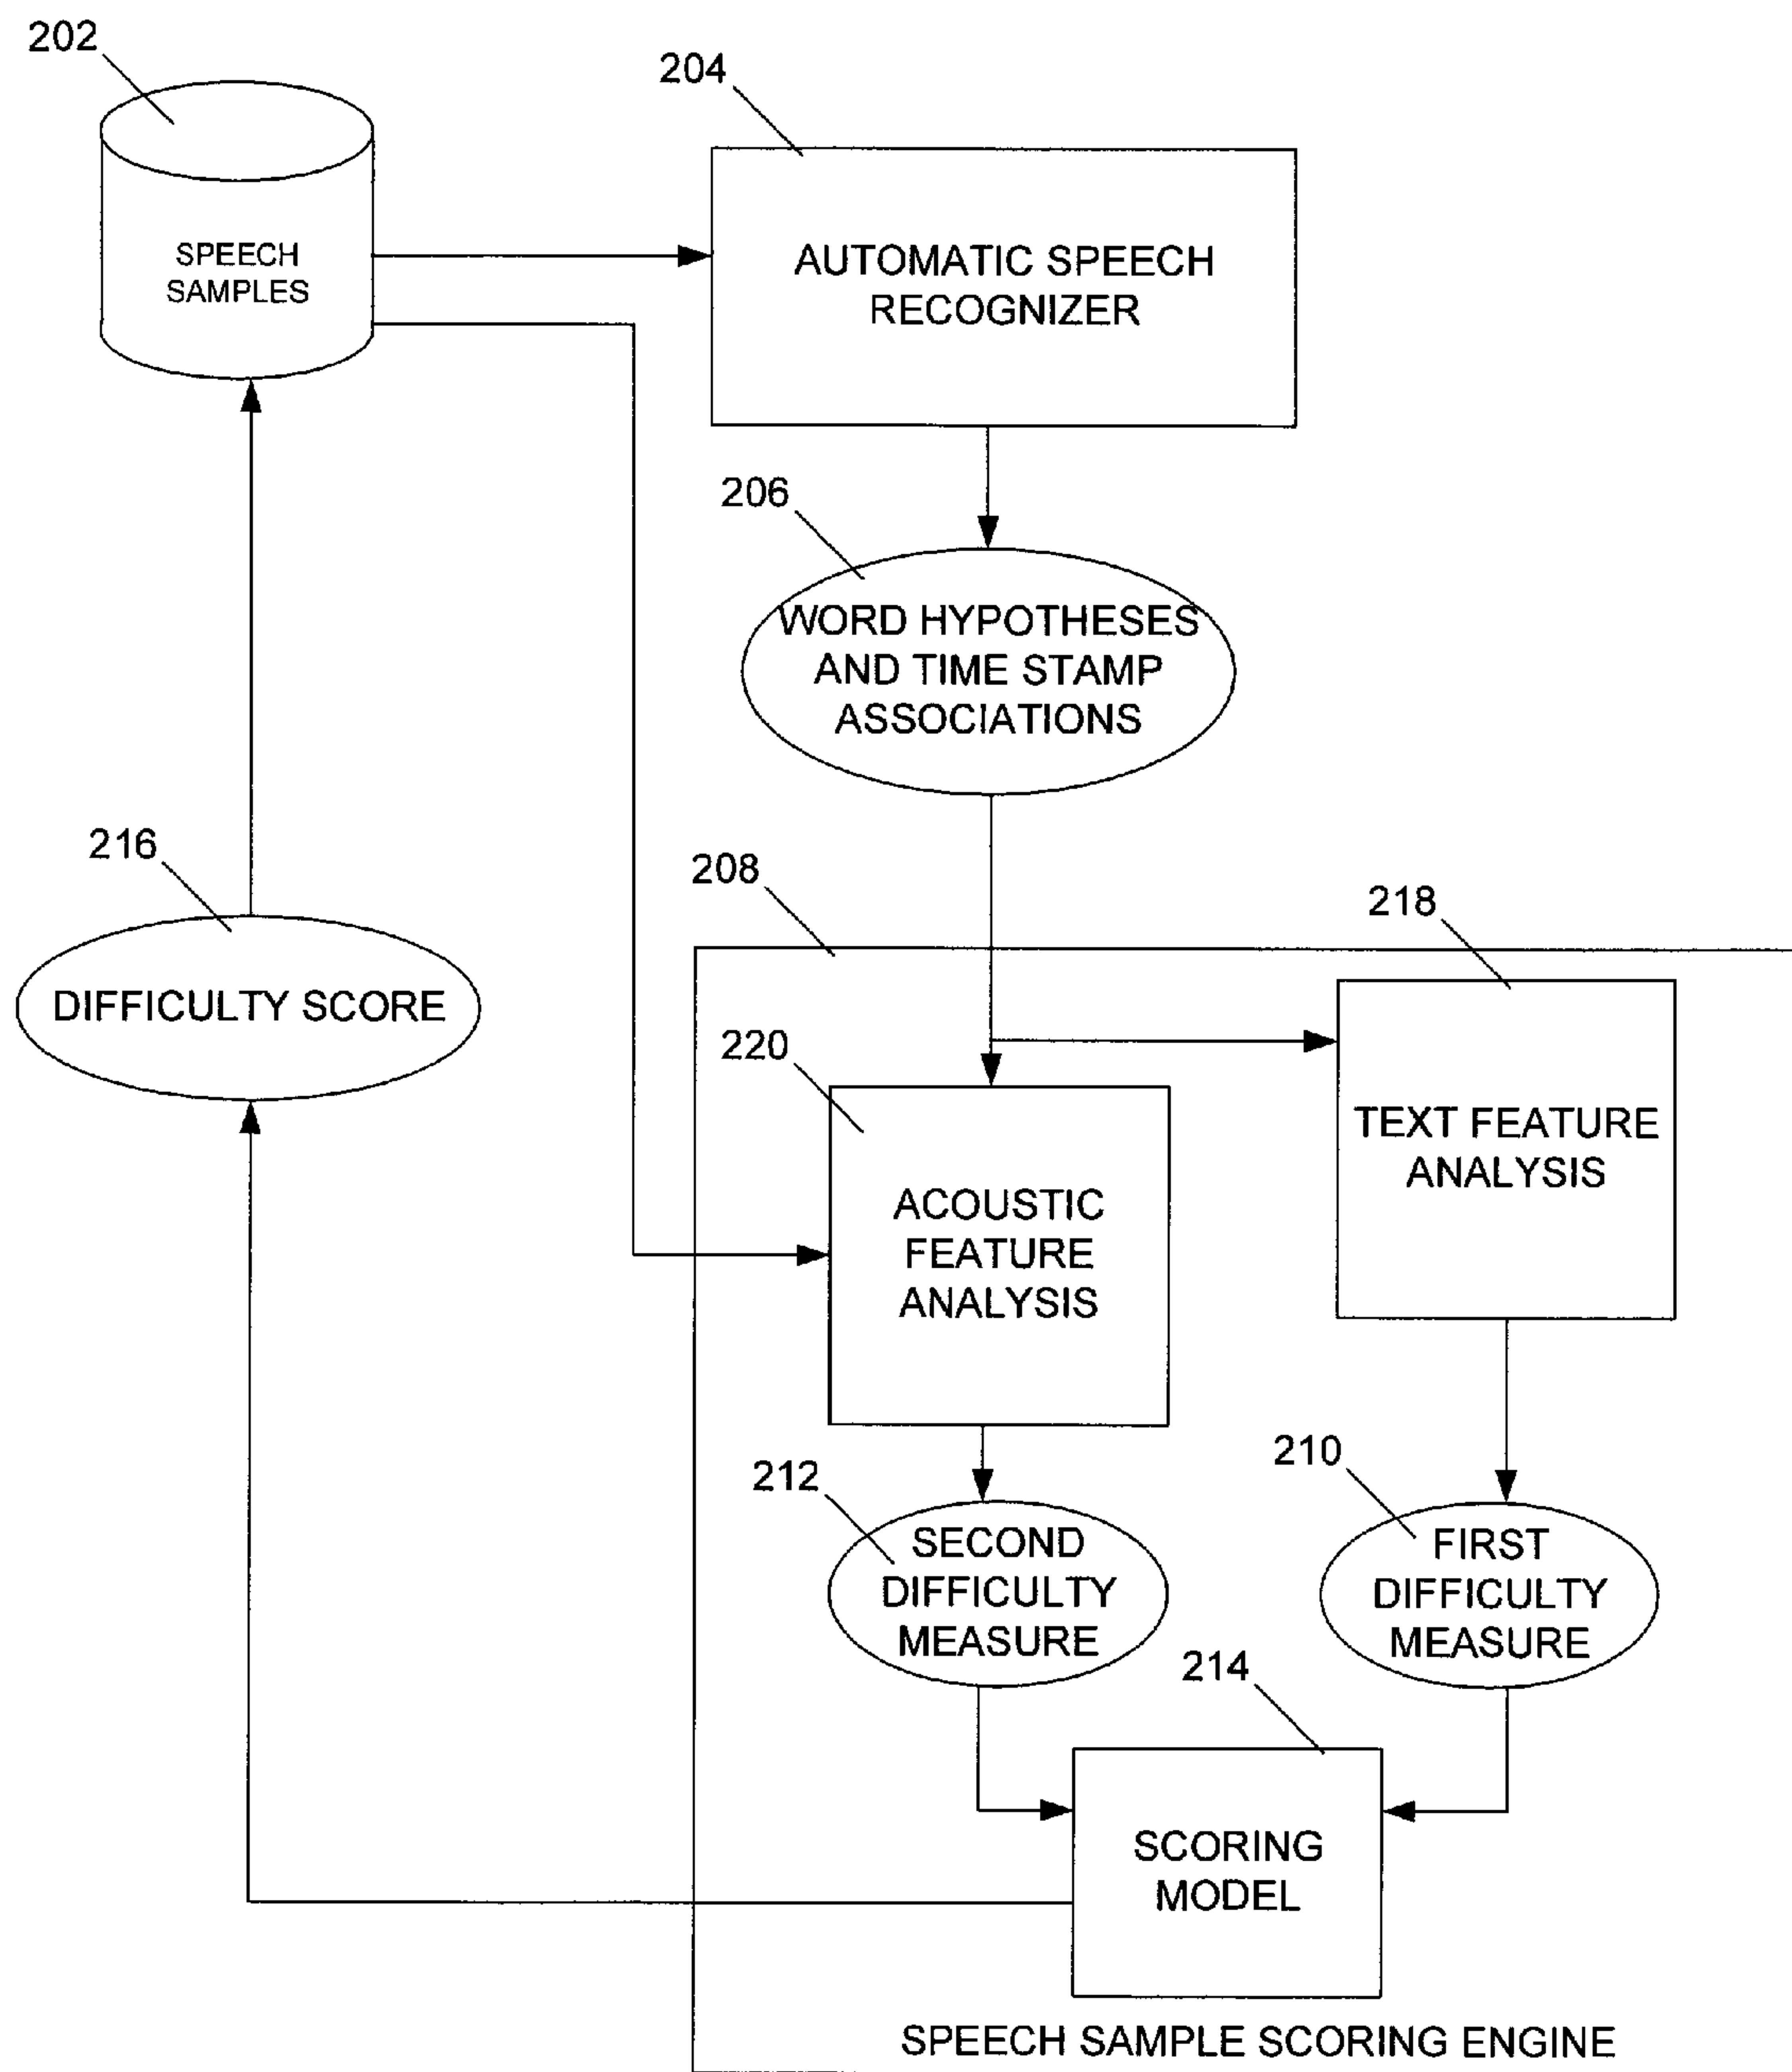 202
204
SPEECH
SAMPLES
AUTOMATIC SPEECH
RECOGNIZER
206
WORD HYPOTHESES
AND TIME STAMP
ASSOCIATIONS
216
208
218
DIFFICULTY SCORE
220
TEXT FEATURE
ANALYSIS
ACOUSTIC
FEATURE
ANALYSIS
212
210
SECOND
DIFFICULTY
MEASURE
FIRST
DIFFICULTY
MEASURE
214
SCORING
MODEL
SPEECH SAMPLE SCORING ENGINE